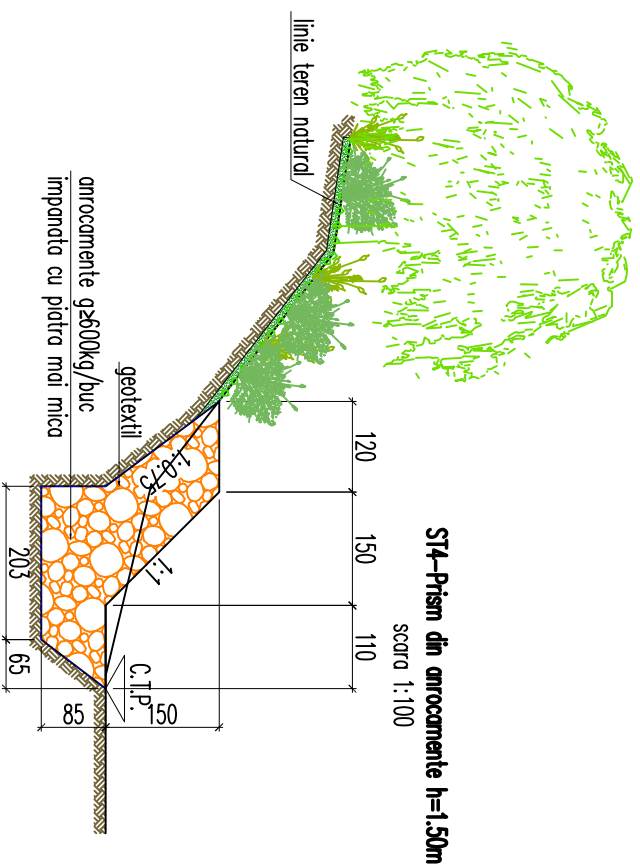 ST4-Prism din anrocamente h=1.50m
scara 1:100
linie teren natural
120
150
110
1:0.75
1:1
geotextil
anrocamente g≥600kg/buc
impanata cu piatra mai mica
C.T.P.
150
85
203
65